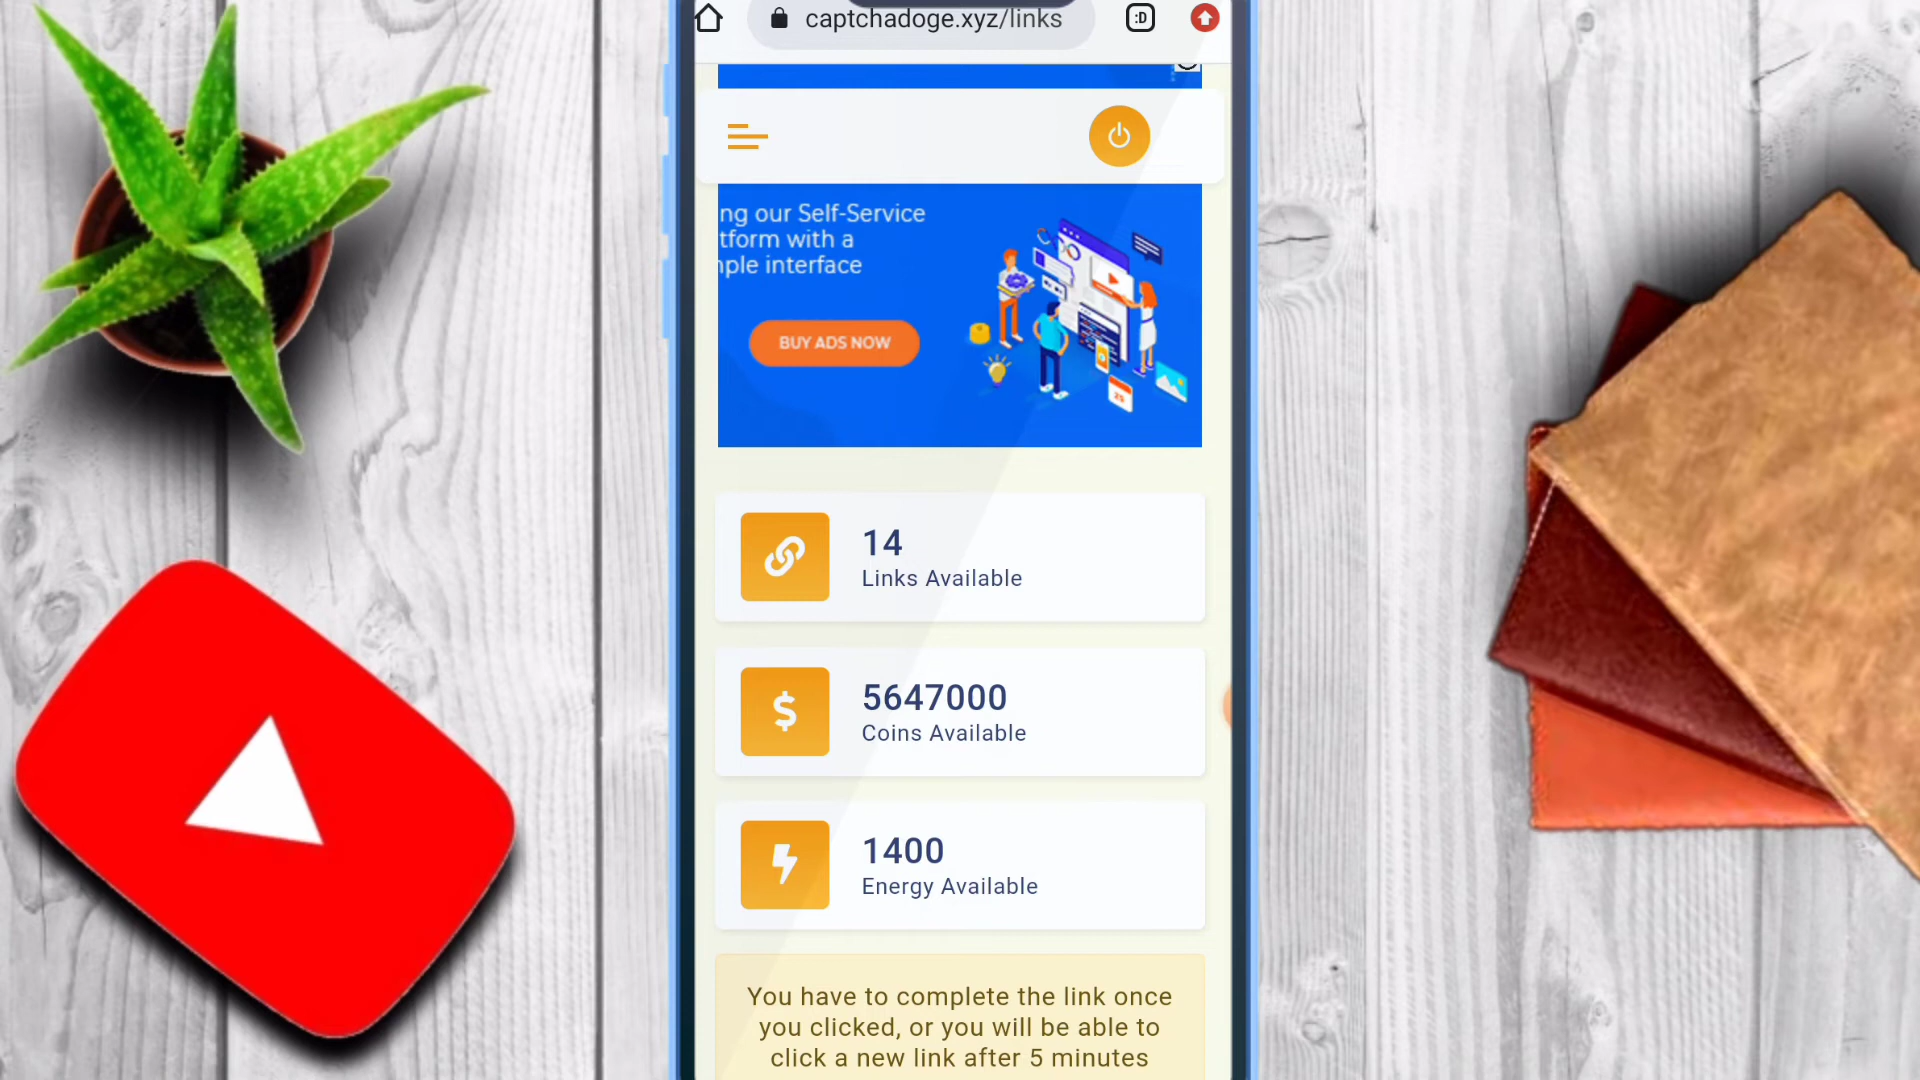 captchadoge.xyz/links
:D
ng our Self-Service
tform with a
ple interface
BUY ADS NOW
14
Links Available
5647000
Coins Available
1400
Energy Available
You have to complete the link once
you clicked, or you will be able to
click a new link after 5 minutes